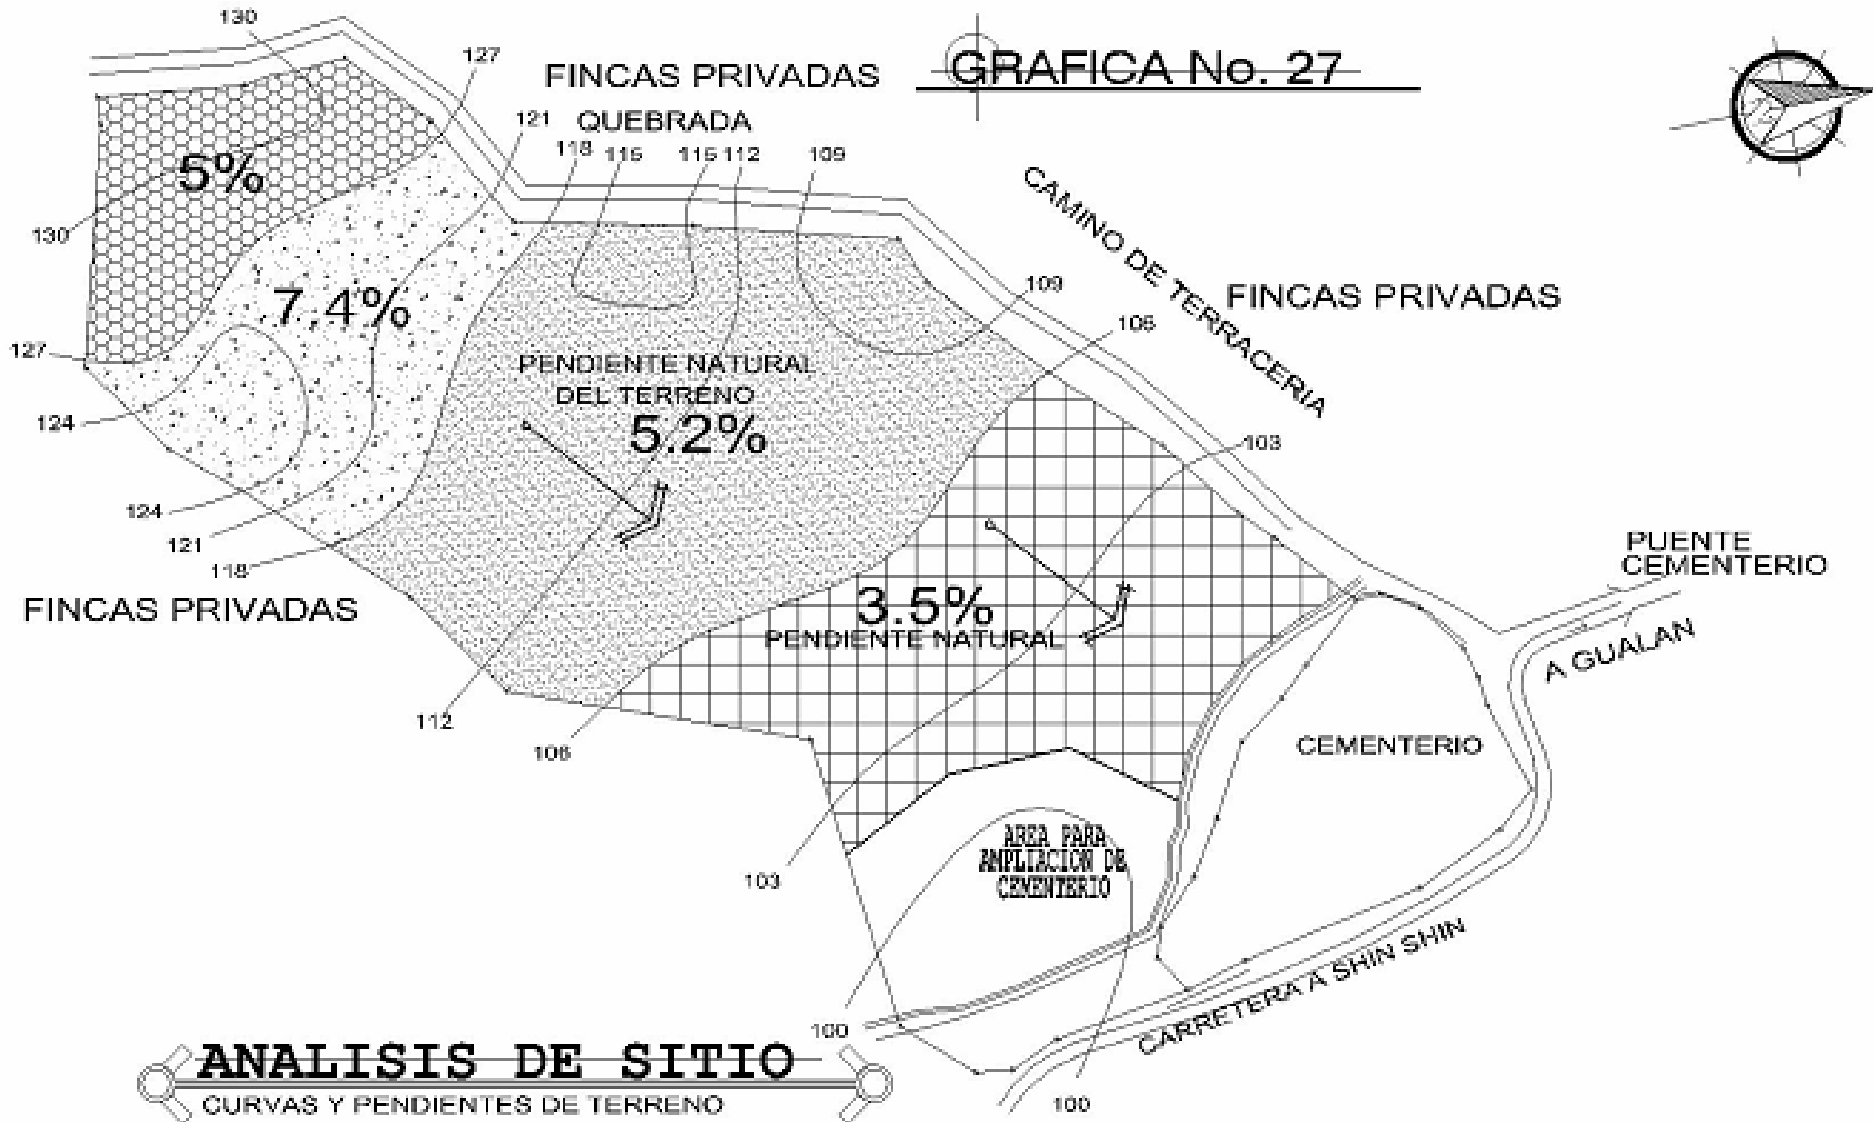 130
127
FINCAS PRIVADAS
GRAFICA No. 27
121
QUEBRADA
118
115
115
112
109
CAMINO DE TERRACERIA
5%
130
109
FINCAS PRIVADAS
7.4%
106
127
PENDIENTE NATURAL
DEL TERRENO
5.2%
124
103
124
121
118
PUENTE
CEMENTERIO
FINCAS PRIVADAS
3.5%
PENDIENTE NATURAL
A GUALAN
112
106
CEMENTERIO
AREA PARA
AMPLIACION DE
CEMENTERIO
103
CARRETERA A SHIN SHIN
100
ANALISIS DE SITIO
CURVAS Y PENDIENTES DE TERRENO
100